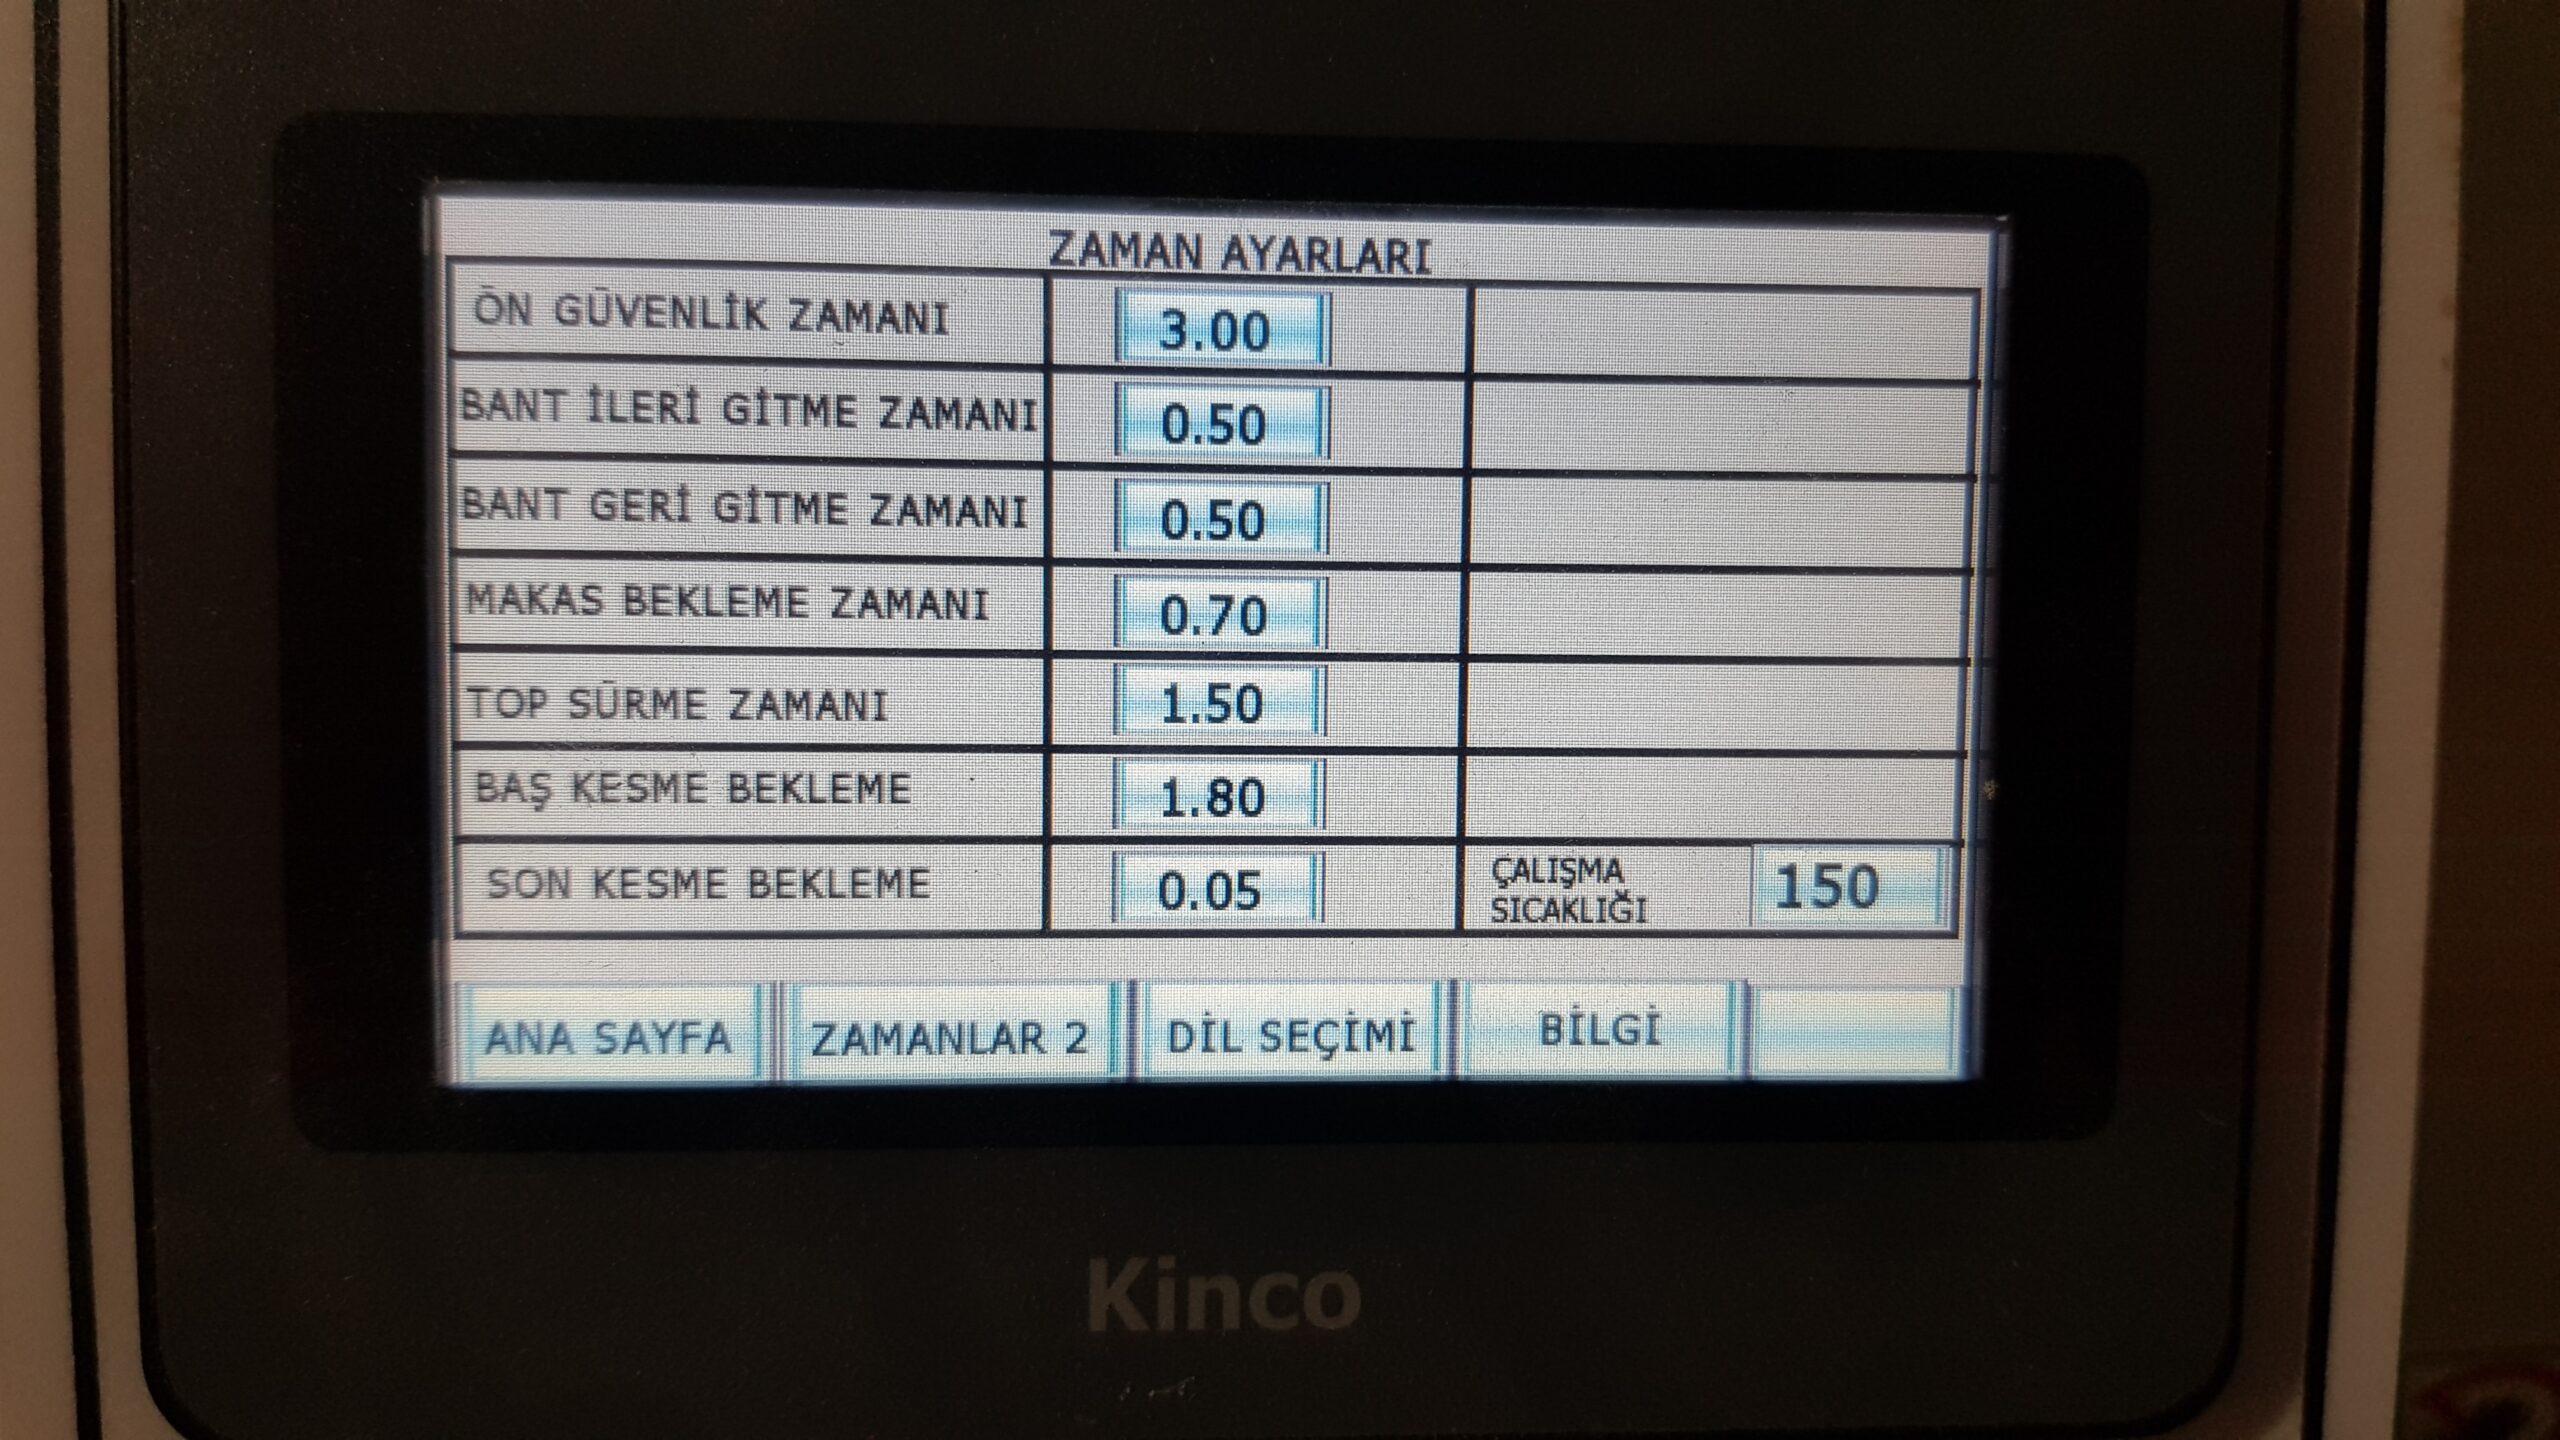 ZAMAN AYARLARI
ÖN GÜVENLİK ZAMANI 3.00
BANT İLERİ GİTME ZAMANI 0.50
BANT GERİ GİTME ZAMANI 0.50
MAKAS BEKLEME ZAMANI 0.70
TOP SÜRME ZAMANI 1.50
BAŞ KESME BEKLEME 1.80
SON KESME BEKLEME 0.05
ÇALIŞMA
SICAKLIĞI 150
ANA SAYFA ZAMANLAR 2 DİL SEÇİMİ BİLGİ
Kinco